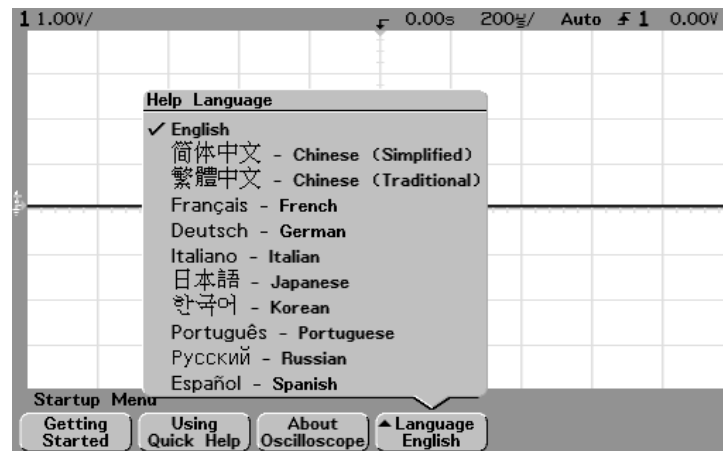 1 1.00V/ 0.00s 200㎱/ Auto 1 0.00V
Help Language
✓ English
简体中文 - Chinese (Simplified)
繁體中文 - Chinese (Traditional)
Français - French
Deutsch - German
Italiano - Italian
日本語 - Japanese
한국어 - Korean
Português - Portuguese
Русский - Russian
Español - Spanish
Startup Menu
Getting Started
Using Quick Help
About Oscilloscope
Language English